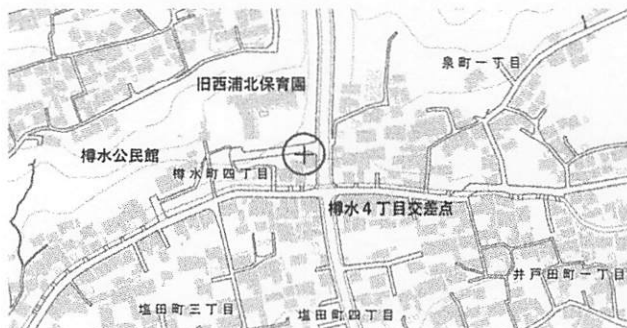 泉町一丁目
旧西浦北保育園
樽水公民館
樽水町四丁目
樽水4丁目交差点
井戸田町一丁目
塩田町三丁目
塩田町四丁目